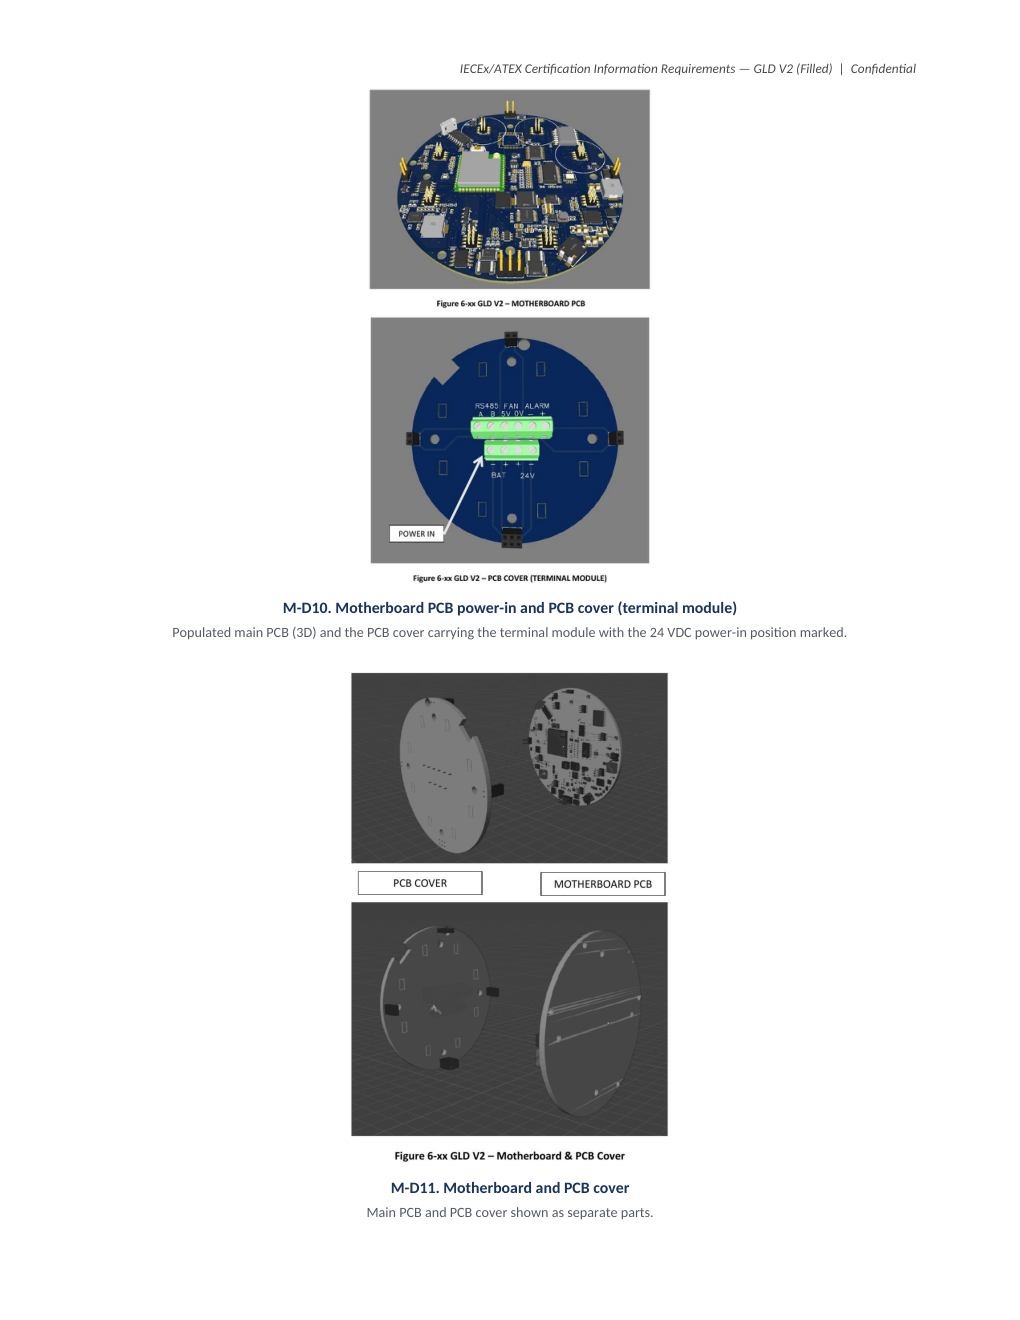 IECEx/ATEX Certification Information Requirements — GLD V2 (Filled) | Confidential
Figure 6-xx GLD V2 – MOTHERBOARD PCB
RS485 FAN ALARM
A B 5V 0V – +
– + + –
BAT 24V
POWER IN
Figure 6-xx GLD V2 – PCB COVER (TERMINAL MODULE)
M-D10. Motherboard PCB power-in and PCB cover (terminal module)
Populated main PCB (3D) and the PCB cover carrying the terminal module with the 24 VDC power-in position marked.
PCB COVER
MOTHERBOARD PCB
Figure 6-xx GLD V2 – Motherboard & PCB Cover
M-D11. Motherboard and PCB cover
Main PCB and PCB cover shown as separate parts.